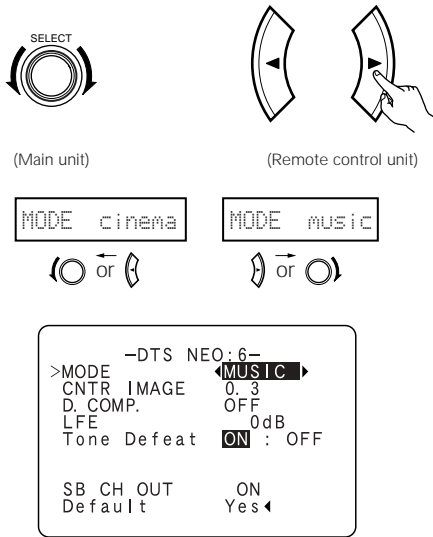 SELECT
(Main unit) (Remote control unit)
MODE cinema MODE music
or or
-DTS NEO:6-
>MODE MUSIC
CNTR IMAGE 0.3
D. COMP. OFF
LFE 0dB
Tone Defeat ON : OFF
SB CH OUT ON
Default Yes